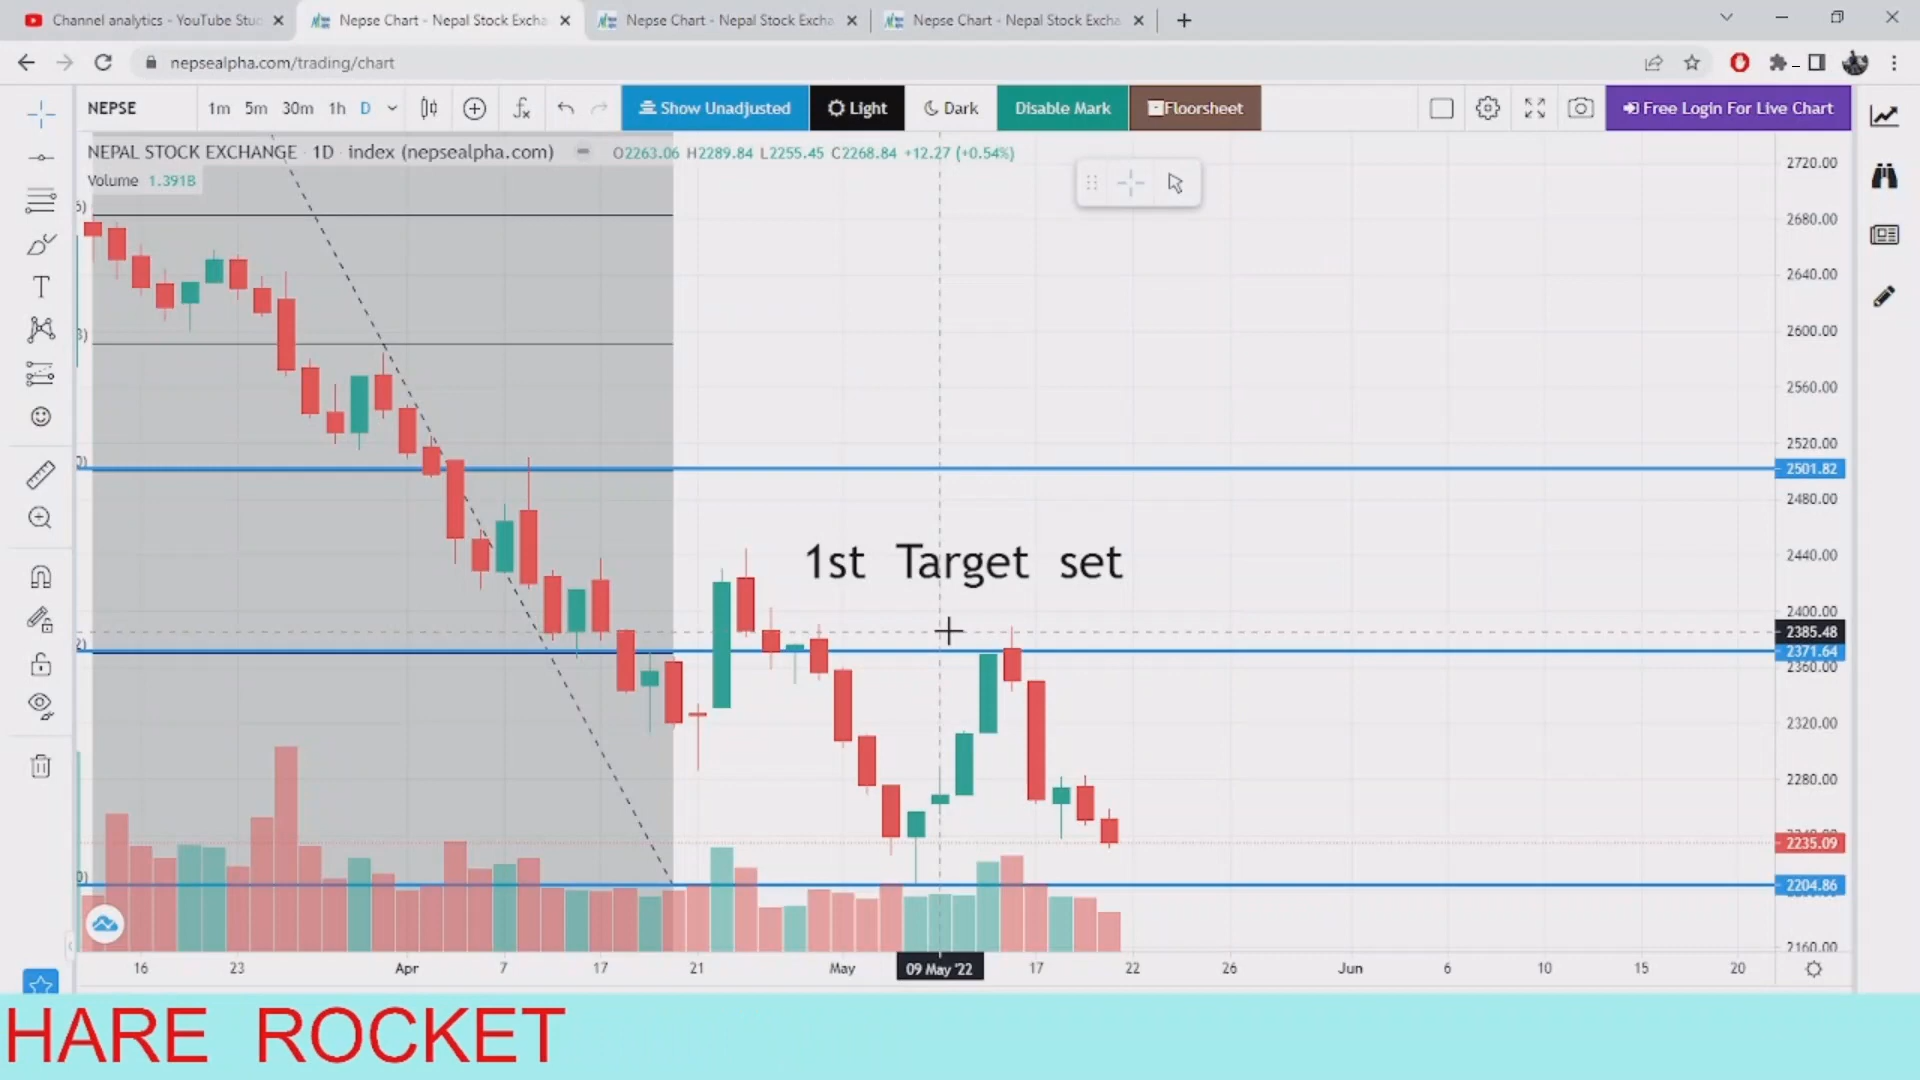 Channel analytics - YouTube Stu
Nepse Chart - Nepal Stock Excha
Nepse Chart - Nepal Stock Excha
Nepse Chart - Nepal Stock Excha
nepsealpha.com/trading/chart
NEPSE
1m 5m 30m 1h D
Show Unadjusted
Light
Dark
Disable Mark
Floorsheet
Free Login For Live Chart
NEPAL STOCK EXCHANGE · 1D · index (nepsealpha.com)
O2263.06 H2289.84 L2255.45 C2268.84 +12.27 (+0.54%)
Volume 1.391B
2720.00
2680.00
2640.00
2600.00
2560.00
2520.00
2501.82
2480.00
1st Target set
2440.00
2400.00
2385.48
2371.64
2360.00
2320.00
2280.00
2235.09
2204.86
2160.00
16 23 Apr 7 17 21 May 09 May '22 17 22 26 Jun 6 10 15 20
HARE ROCKET